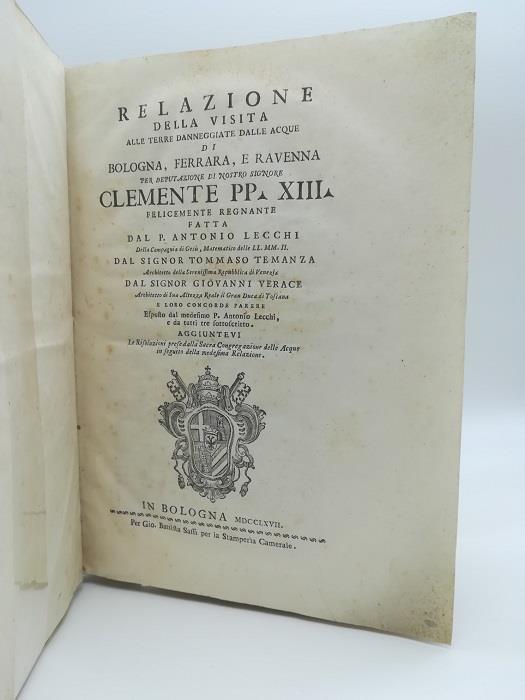 RELAZIONE
DELLA VISITA
ALLE TERRE DANNEGGIATE DALLE ACQUE
DI
BOLOGNA, FERRARA, E RAVENNA
PER DEPUTAZIONE DI NOSTRO SIGNORE
CLEMENTE PP. XIII.
FELICEMENTE REGNANTE
FATTA
DAL P. ANTONIO LECCHI
Della Compagnia di Gesù, Matematico delle LL. MM. II.
DAL SIGNOR TOMMASO TEMANZA
Architetto della Serenissima Repubblica di Venezia
DAL SIGNOR GIOVANNI VERACE
Architetto di Sua Altezza Reale il Gran Duca di Toscana
E LORO CONCORDE PARERE
Esposto dal medesimo P. Antonio Lecchi,
e da tutti tre sottoscritto.
AGGIUNTEVI
Le Risoluzioni prese dalla Sacra Congregazione delle Acque
in seguito della medesima Relazione.
IN BOLOGNA MDCCLXVII.
Per Gio. Battista Sassi per la Stamperia Camerale.